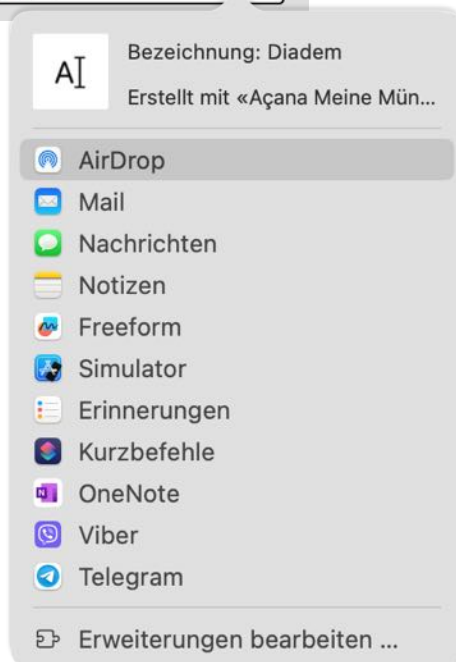 A
Bezeichnung: Diadem
Erstellt mit «Açana Meine Mün...
AirDrop
Mail
Nachrichten
Notizen
Freeform
Simulator
Erinnerungen
Kurzbefehle
OneNote
Viber
Telegram
Erweiterungen bearbeiten ...